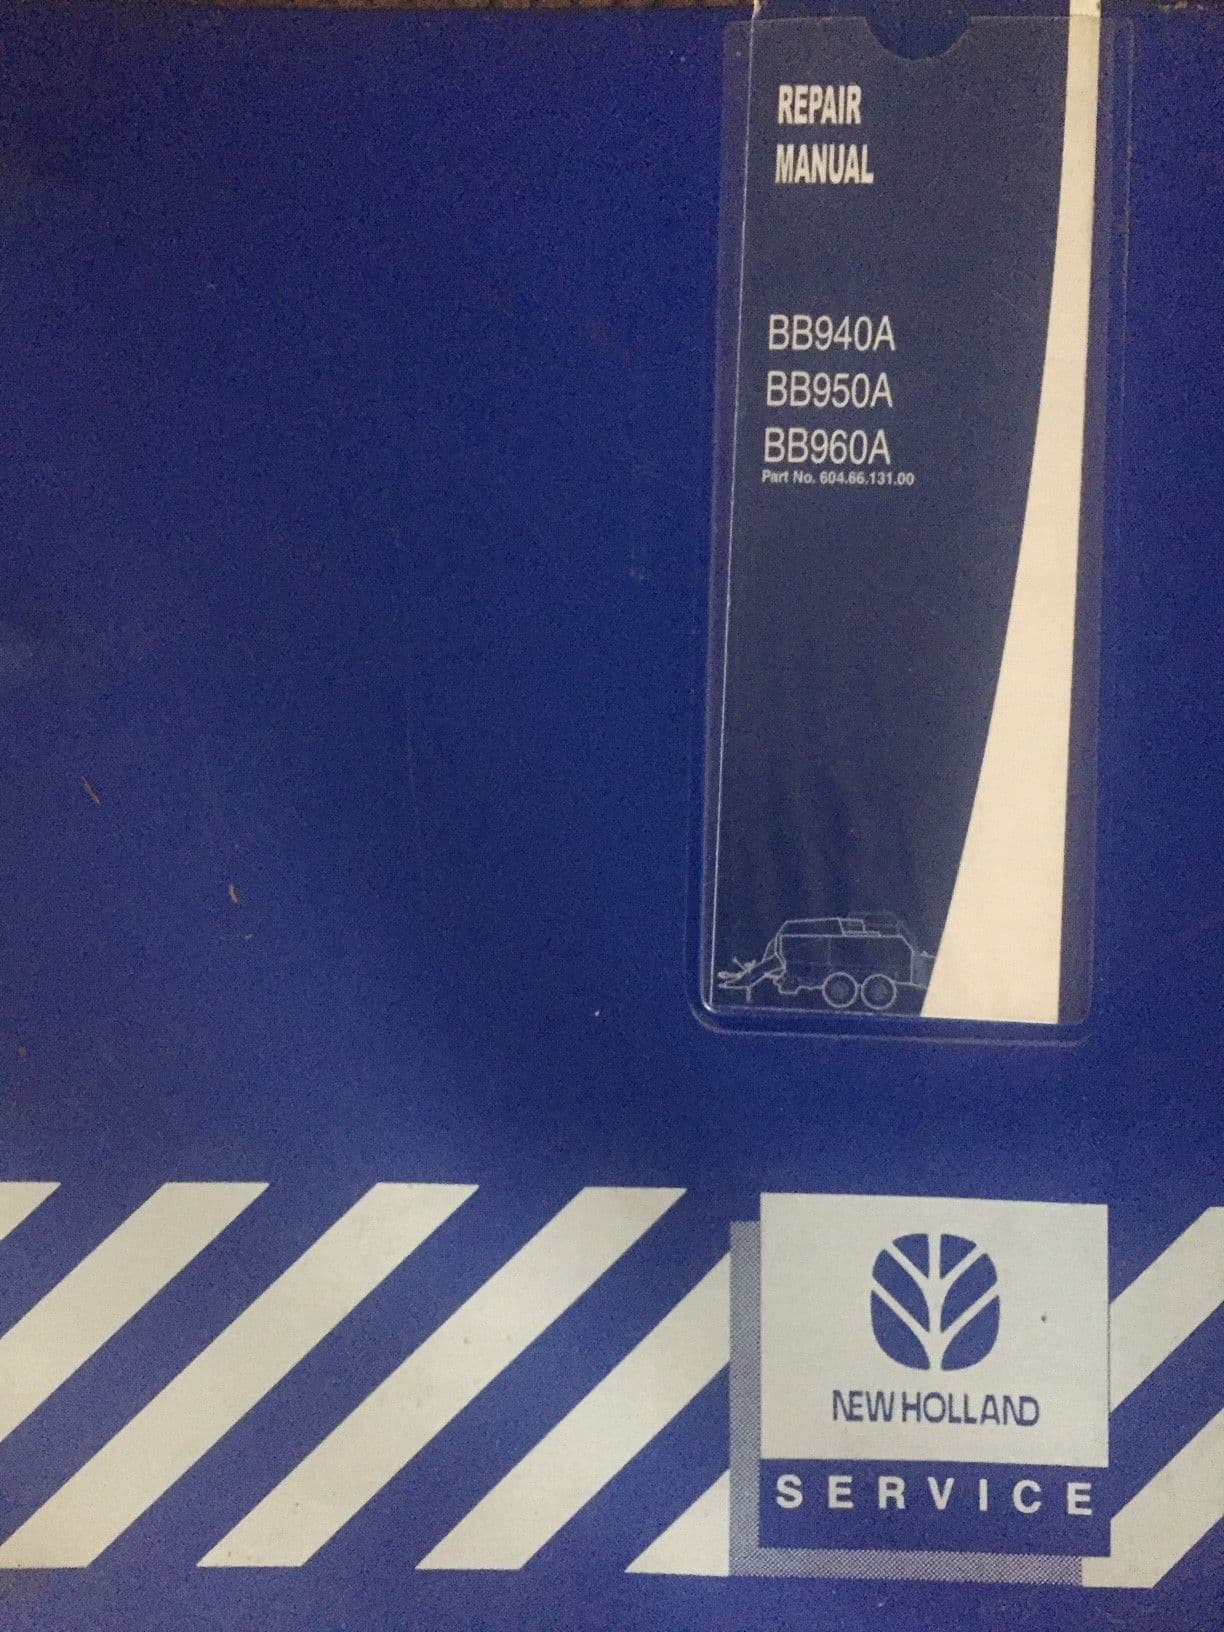 REPAIR
MANUAL
BB940A
BB950A
BB960A
Part No. 604.66.131.00
NEW HOLLAND
SERVICE